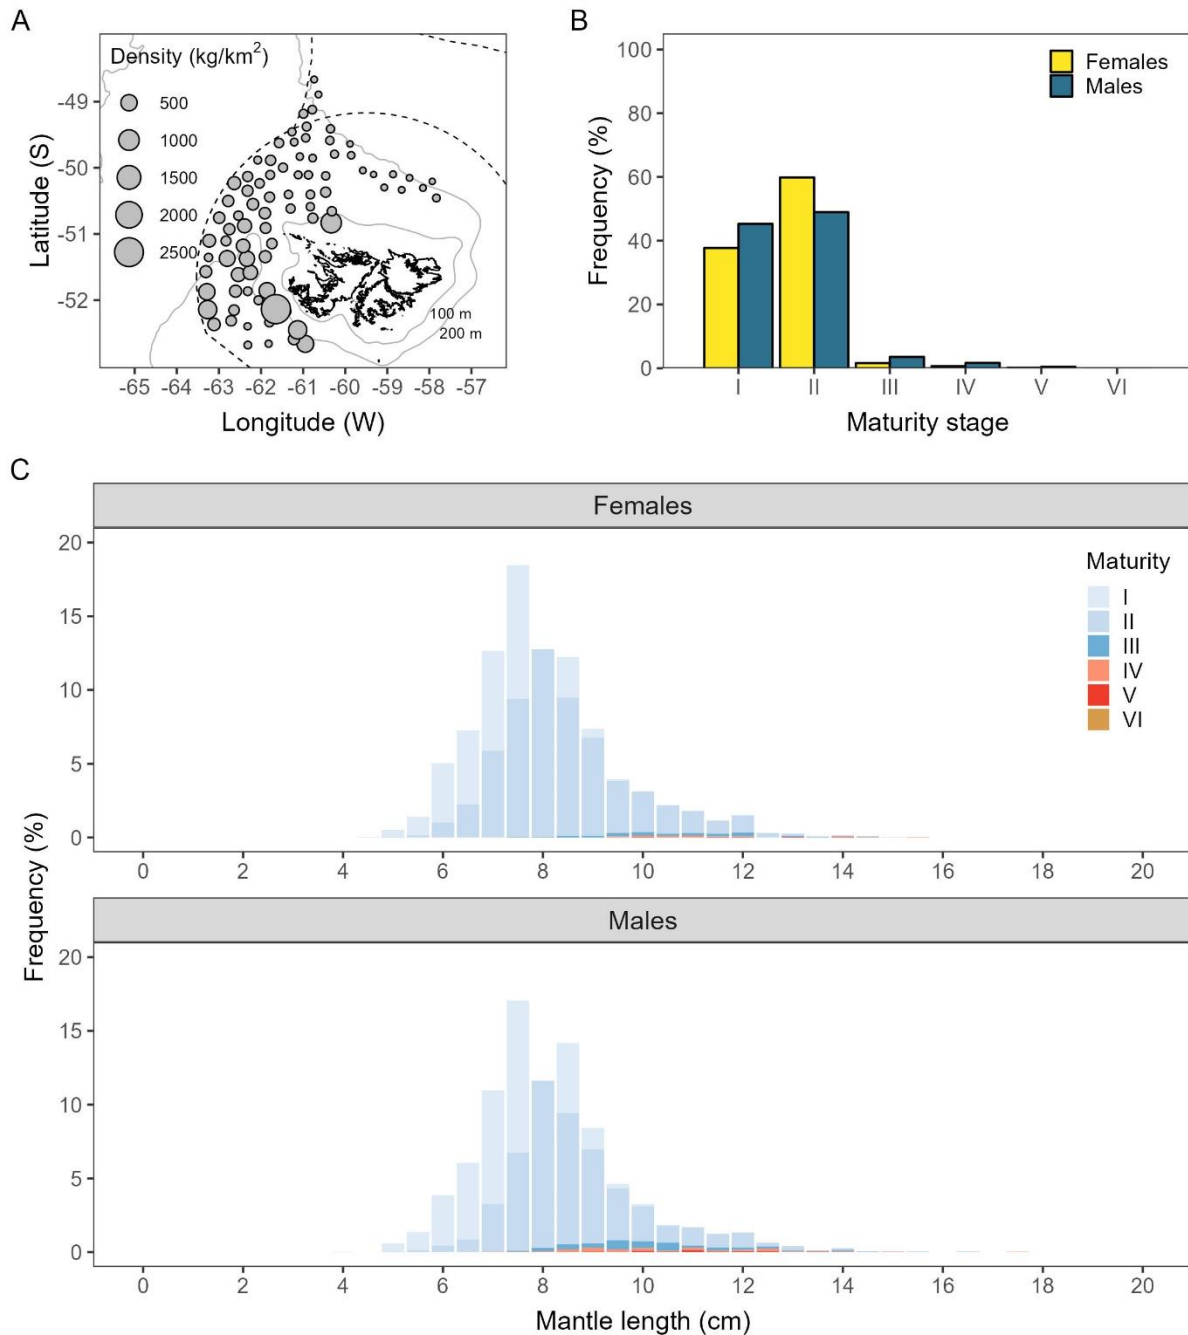 A
Density (kg/km²)
500
1000
1500
2000
2500
-49
-50
-51
-52
Latitude (S)
100 m
200 m
-65 -64 -63 -62 -61 -60 -59 -58 -57
Longitude (W)
B
100
80
60
40
20
0
Frequency (%)
Females
Males
I II III IV V VI
Maturity stage
C
Females
20
15
10
5
0
Maturity
I
II
III
IV
V
VI
0 2 4 6 8 10 12 14 16 18 20
Frequency (%)
Males
20
15
10
5
0
0 2 4 6 8 10 12 14 16 18 20
Mantle length (cm)